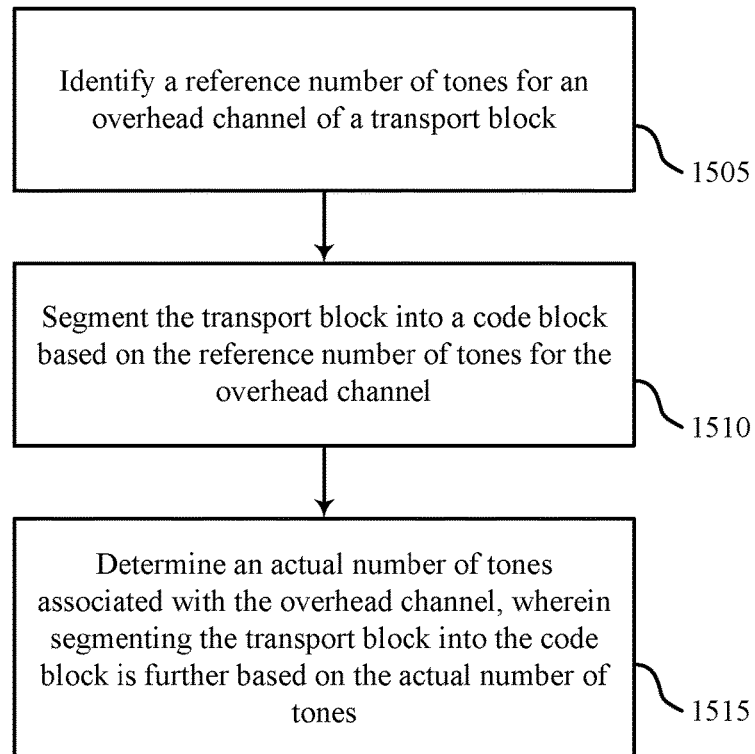 Identify a reference number of tones for an
overhead channel of a transport block
1505
Segment the transport block into a code block
based on the reference number of tones for the
overhead channel
1510
Determine an actual number of tones
associated with the overhead channel, wherein
segmenting the transport block into the code
block is further based on the actual number of
tones
1515